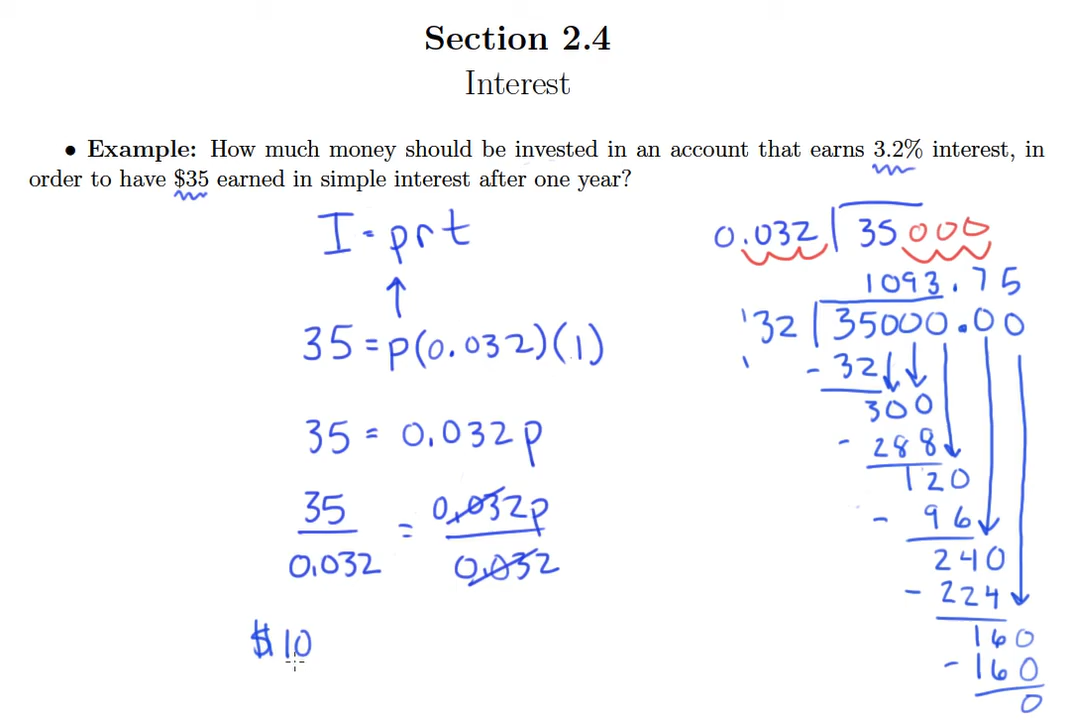 Section 2.4
Interest
• Example: How much money should be invested in an account that earns 3.2% interest, in
order to have $35 earned in simple interest after one year?
I = prt
35 = p(0.032)(1)
35 = 0.032p
35/0.032 = 0.032p/0.032
$10
0.032 35000
1093.75
32 35000.00
- 32
300
- 288
120
- 96
240
- 224
160
- 160
0